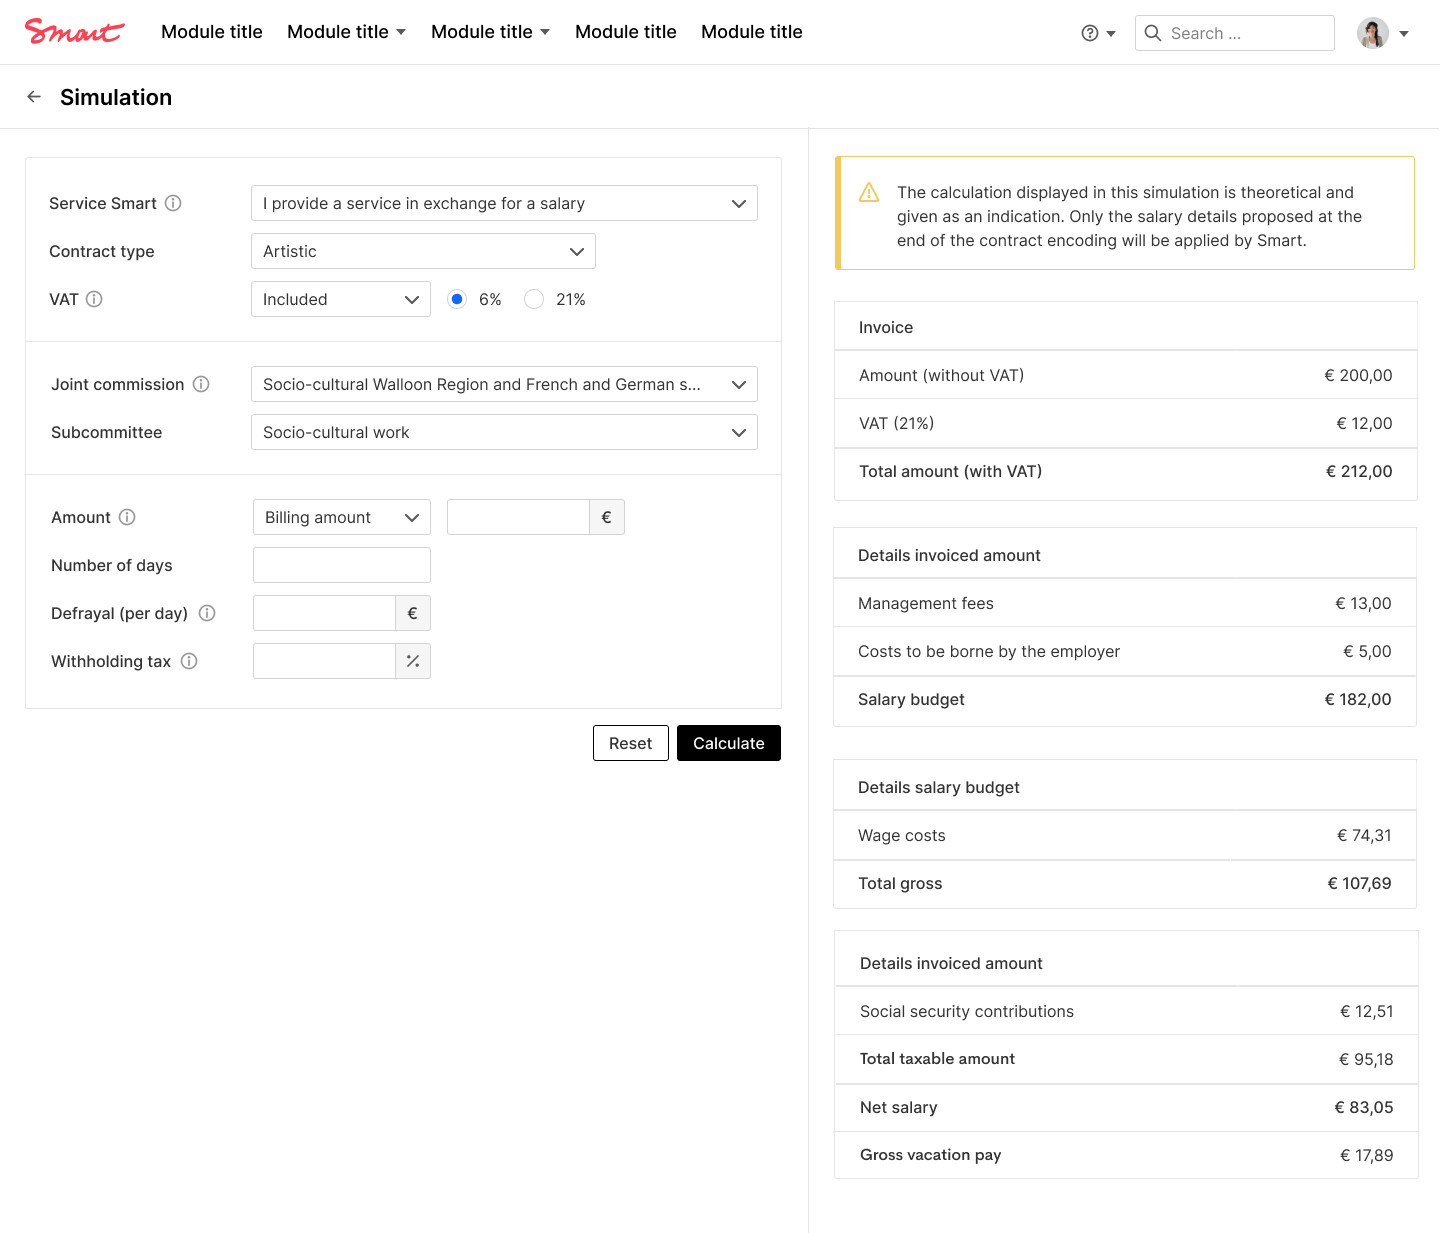 Smart
Module title
Module title
Module title
Module title
Module title
Search ...
Simulation
Service Smart
I provide a service in exchange for a salary
Contract type
Artistic
VAT
Included
6%
21%
Joint commission
Socio-cultural Walloon Region and French and German s...
Subcommittee
Socio-cultural work
Amount
Billing amount
€
Number of days
Defrayal (per day)
€
Withholding tax
%
Reset
Calculate
The calculation displayed in this simulation is theoretical and
given as an indication. Only the salary details proposed at the
end of the contract encoding will be applied by Smart.
Invoice
Amount (without VAT) € 200,00
VAT (21%) € 12,00
Total amount (with VAT) € 212,00
Details invoiced amount
Management fees € 13,00
Costs to be borne by the employer € 5,00
Salary budget € 182,00
Details salary budget
Wage costs € 74,31
Total gross € 107,69
Details invoiced amount
Social security contributions € 12,51
Total taxable amount € 95,18
Net salary € 83,05
Gross vacation pay € 17,89